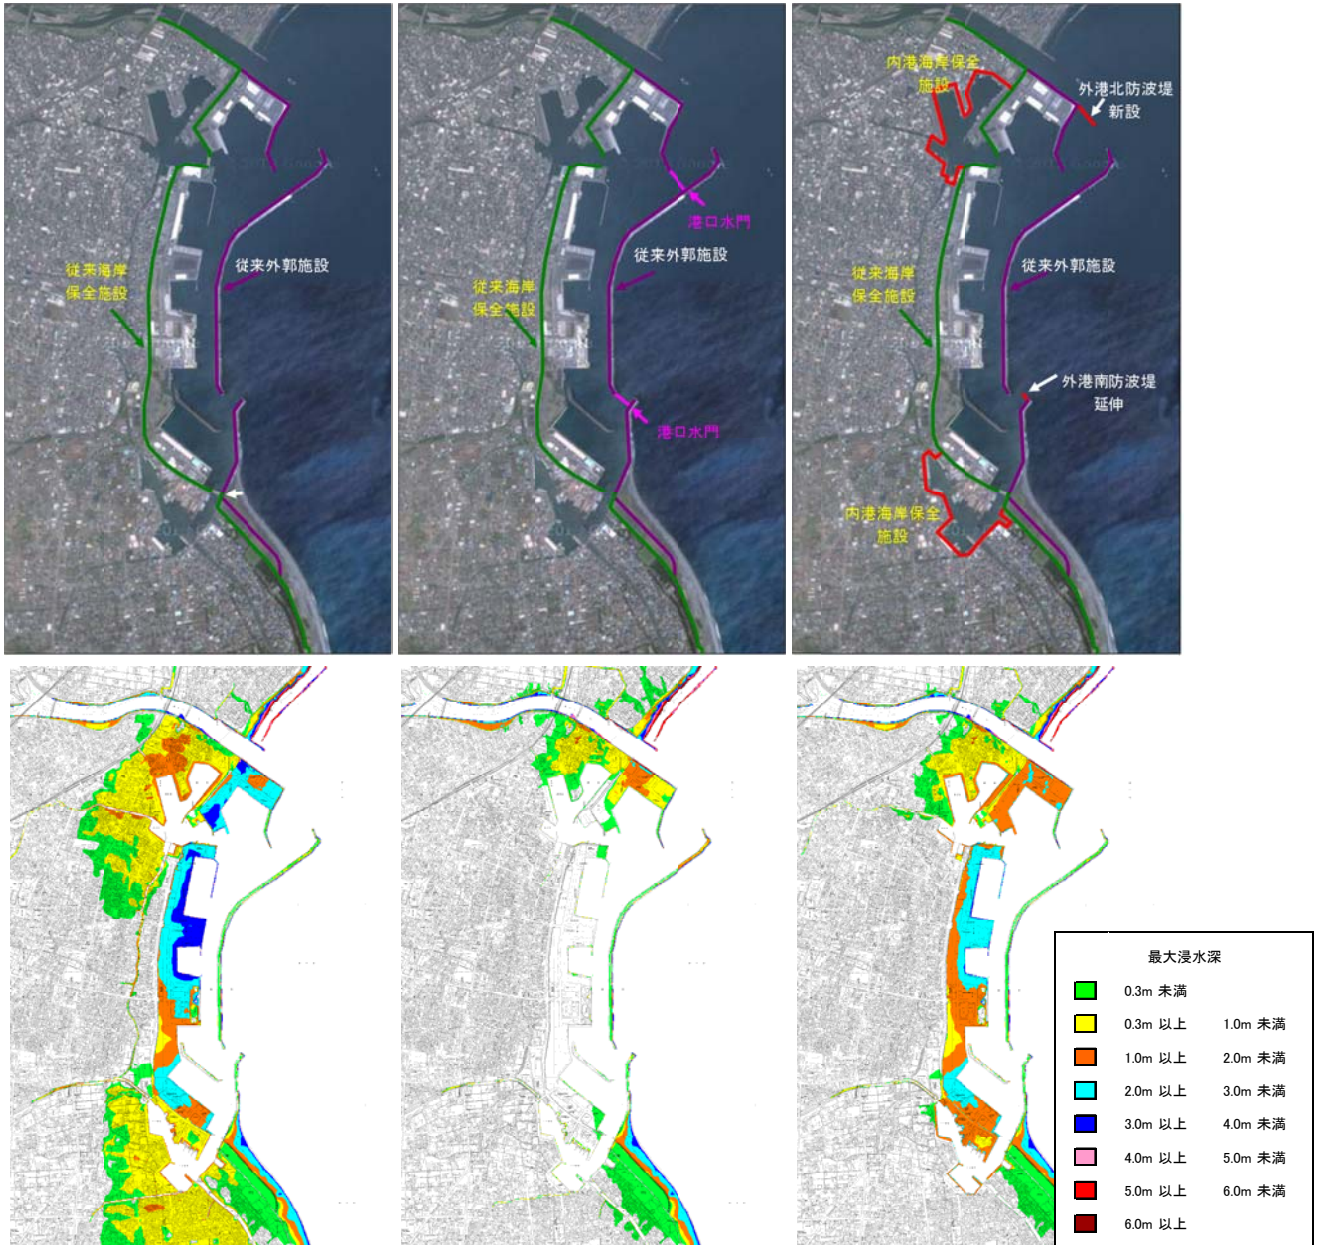 従来海岸
保全施設
従来外郭施設
従来海岸
保全施設
従来外郭施設
港口水門
港口水門
内港海岸保全
施設
外港北防波堤
新設
従来海岸
保全施設
従来外郭施設
外港南防波堤
延伸
内港海岸保全
施設
最大浸水深
0.3m 未満
0.3m 以上 1.0m 未満
1.0m 以上 2.0m 未満
2.0m 以上 3.0m 未満
3.0m 以上 4.0m 未満
4.0m 以上 5.0m 未満
5.0m 以上 6.0m 未満
6.0m 以上